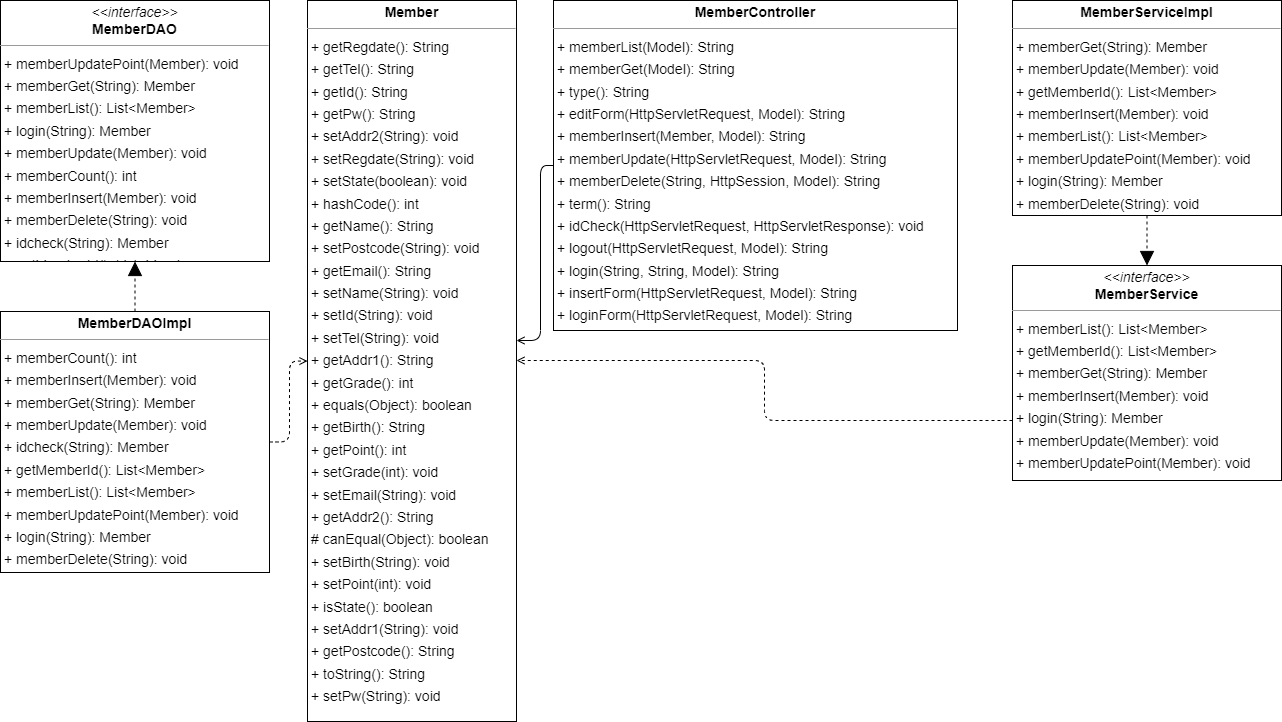 <<interface>>
MemberDAO
+ memberUpdatePoint(Member): void
+ memberGet(String): Member
+ memberList(): List<Member>
+ login(String): Member
+ memberUpdate(Member): void
+ memberCount(): int
+ memberInsert(Member): void
+ memberDelete(String): void
+ idcheck(String): Member
MemberDAOImpl
+ memberCount(): int
+ memberInsert(Member): void
+ memberGet(String): Member
+ memberUpdate(Member): void
+ idcheck(String): Member
+ getMemberId(): List<Member>
+ memberList(): List<Member>
+ memberUpdatePoint(Member): void
+ login(String): Member
+ memberDelete(String): void
Member
+ getRegdate(): String
+ getTel(): String
+ getId(): String
+ getPw(): String
+ setAddr2(String): void
+ setRegdate(String): void
+ setState(boolean): void
+ hashCode(): int
+ getName(): String
+ setPostcode(String): void
+ getEmail(): String
+ setName(String): void
+ setId(String): void
+ setTel(String): void
+ getAddr1(): String
+ getGrade(): int
+ equals(Object): boolean
+ getBirth(): String
+ getPoint(): int
+ setGrade(int): void
+ setEmail(String): void
+ getAddr2(): String
# canEqual(Object): boolean
+ setBirth(String): void
+ setPoint(int): void
+ isState(): boolean
+ setAddr1(String): void
+ getPostcode(): String
+ toString(): String
+ setPw(String): void
MemberController
+ memberList(Model): String
+ memberGet(Model): String
+ type(): String
+ editForm(HttpServletRequest, Model): String
+ memberInsert(Member, Model): String
+ memberUpdate(HttpServletRequest, Model): String
+ memberDelete(String, HttpSession, Model): String
+ term(): String
+ idCheck(HttpServletRequest, HttpServletResponse): void
+ logout(HttpServletRequest, Model): String
+ login(String, String, Model): String
+ insertForm(HttpServletRequest, Model): String
+ loginForm(HttpServletRequest, Model): String
MemberServiceImpl
+ memberGet(String): Member
+ memberUpdate(Member): void
+ getMemberId(): List<Member>
+ memberInsert(Member): void
+ memberList(): List<Member>
+ memberUpdatePoint(Member): void
+ login(String): Member
+ memberDelete(String): void
<<interface>>
MemberService
+ memberList(): List<Member>
+ getMemberId(): List<Member>
+ memberGet(String): Member
+ memberInsert(Member): void
+ login(String): Member
+ memberUpdate(Member): void
+ memberUpdatePoint(Member): void